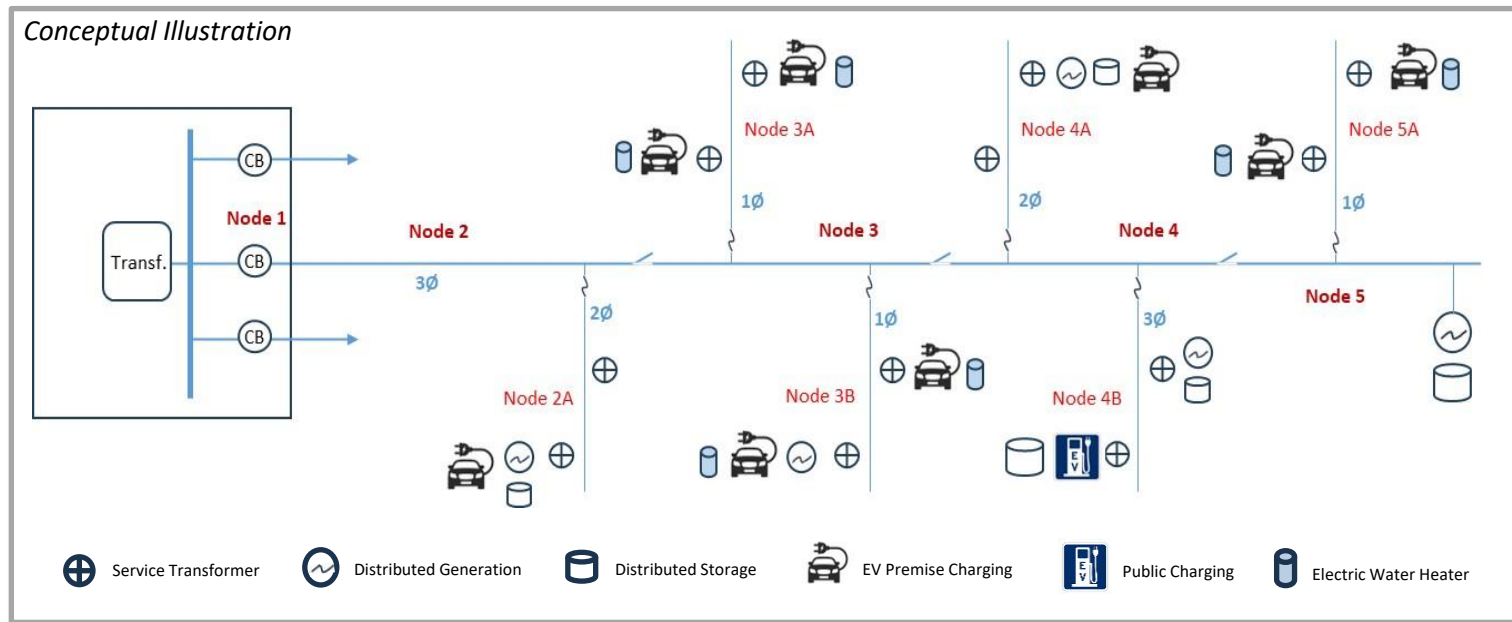 Conceptual Illustration
Node 3A
Node 4A
Node 5A
CB
1Ø
2Ø
1Ø
Node 1
Node 2
Node 3
Node 4
Transf.
CB
3Ø
Node 5
2Ø
1Ø
3Ø
CB
Node 2A
Node 3B
Node 4B
EV
Service Transformer
Distributed Generation
Distributed Storage
EV Premise Charging
EV
Public Charging
Electric Water Heater